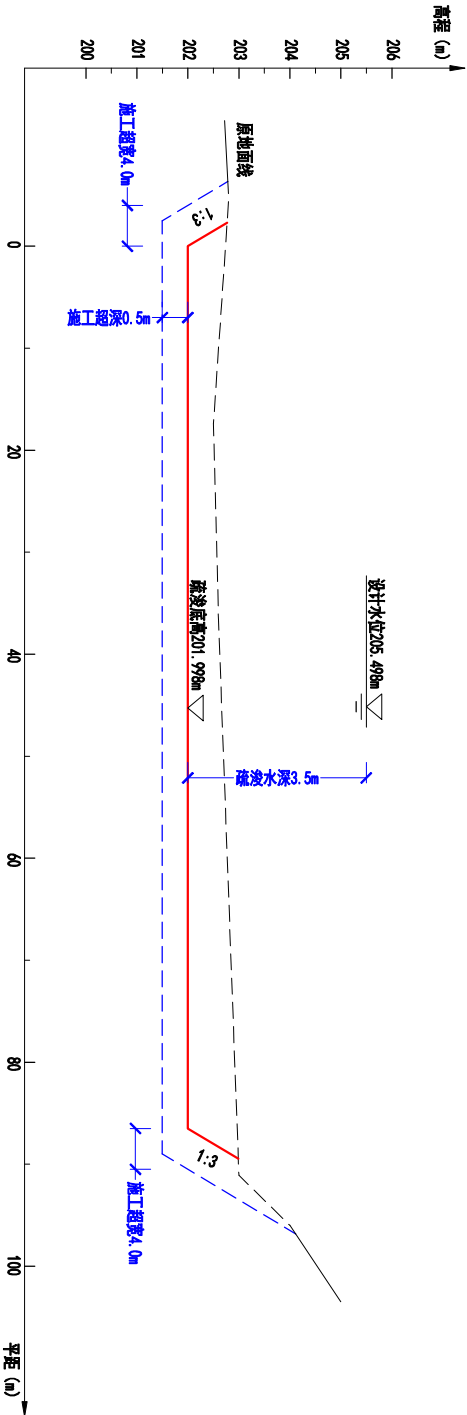 高程(m)
206
205
204
203
202
201
200
原地面线
设计水位205.498m
疏浚底高201.998m
疏浚水深3.5m
1:3
1:3
施工超宽4.0m
施工超深0.5m
施工超宽4.0m
0
20
40
60
80
100
平距(m)